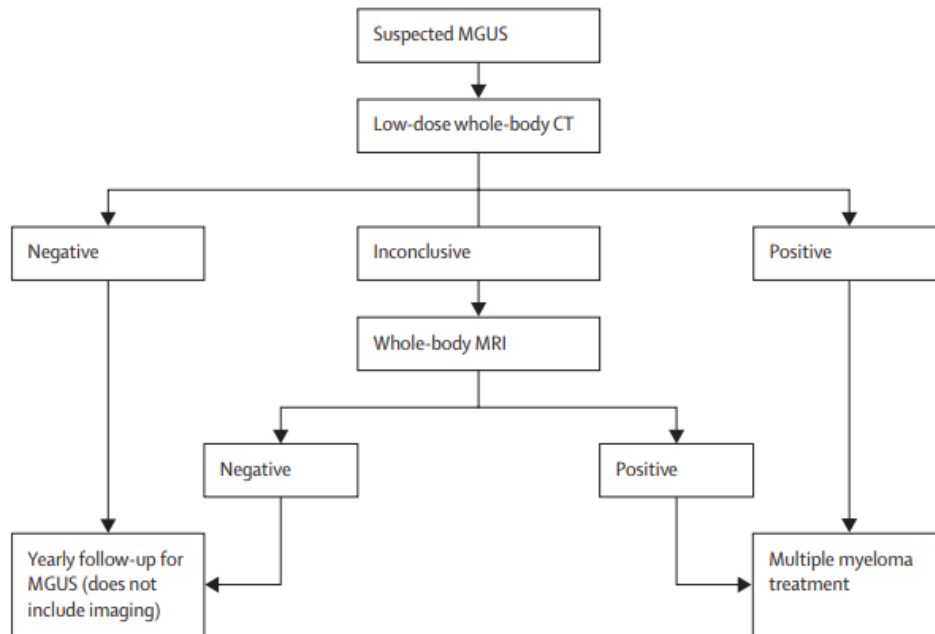 Suspected MGUS
Low-dose whole-body CT
Negative
Inconclusive
Positive
Whole-body MRI
Negative
Positive
Yearly follow-up for
MGUS (does not
include imaging)
Multiple myeloma
treatment